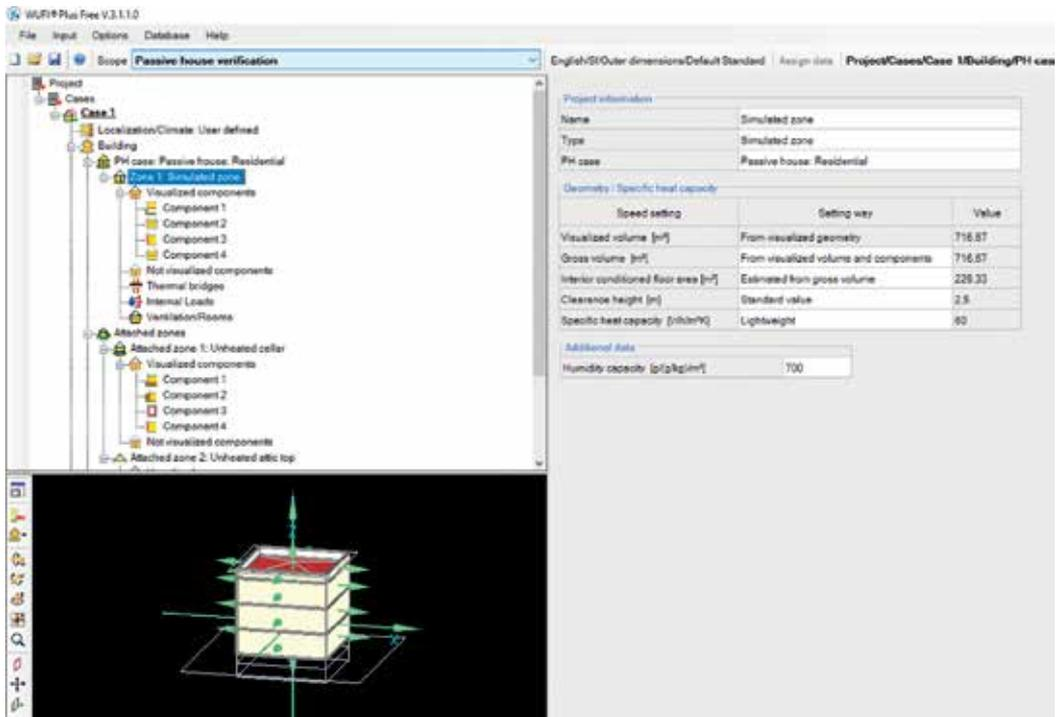 WUFI®Plus Free V.3.1.1.0
File Input Options Database Help
Scope Passive house verification
English/SI/Outer dimensions/Default Standard Assign data Project/Cases/Case 1/Building/PH cas
Project
Cases
Case 1
Localization/Climate: User defined
Building
PH case: Passive house: Residential
Zone 1: Simulated zone
Visualized components
Component 1
Component 2
Component 3
Component 4
Not visualized components
Thermal bridges
Internal Loads
Ventilation/Rooms
Attached zones
Attached zone 1: Unheated cellar
Visualized components
Component 1
Component 2
Component 3
Component 4
Not visualized components
Attached zone 2: Unheated attic top
Project information
Name Simulated zone
Type Simulated zone
PH case Passive house: Residential
Geometry / Specific heat capacity
Speed setting Setting way Value
Visualized volume [m³] From visualized geometry 716.67
Gross volume [m³] From visualized volume and components 716.67
Interior conditioned floor area [m²] Estimated from gross volume 229.33
Clearance height [m] Standard value 2.5
Specific heat capacity [Wh/m²K] Lightweight 60
Additional data
Humidity capacity [g/(g/kg)/m²] 700